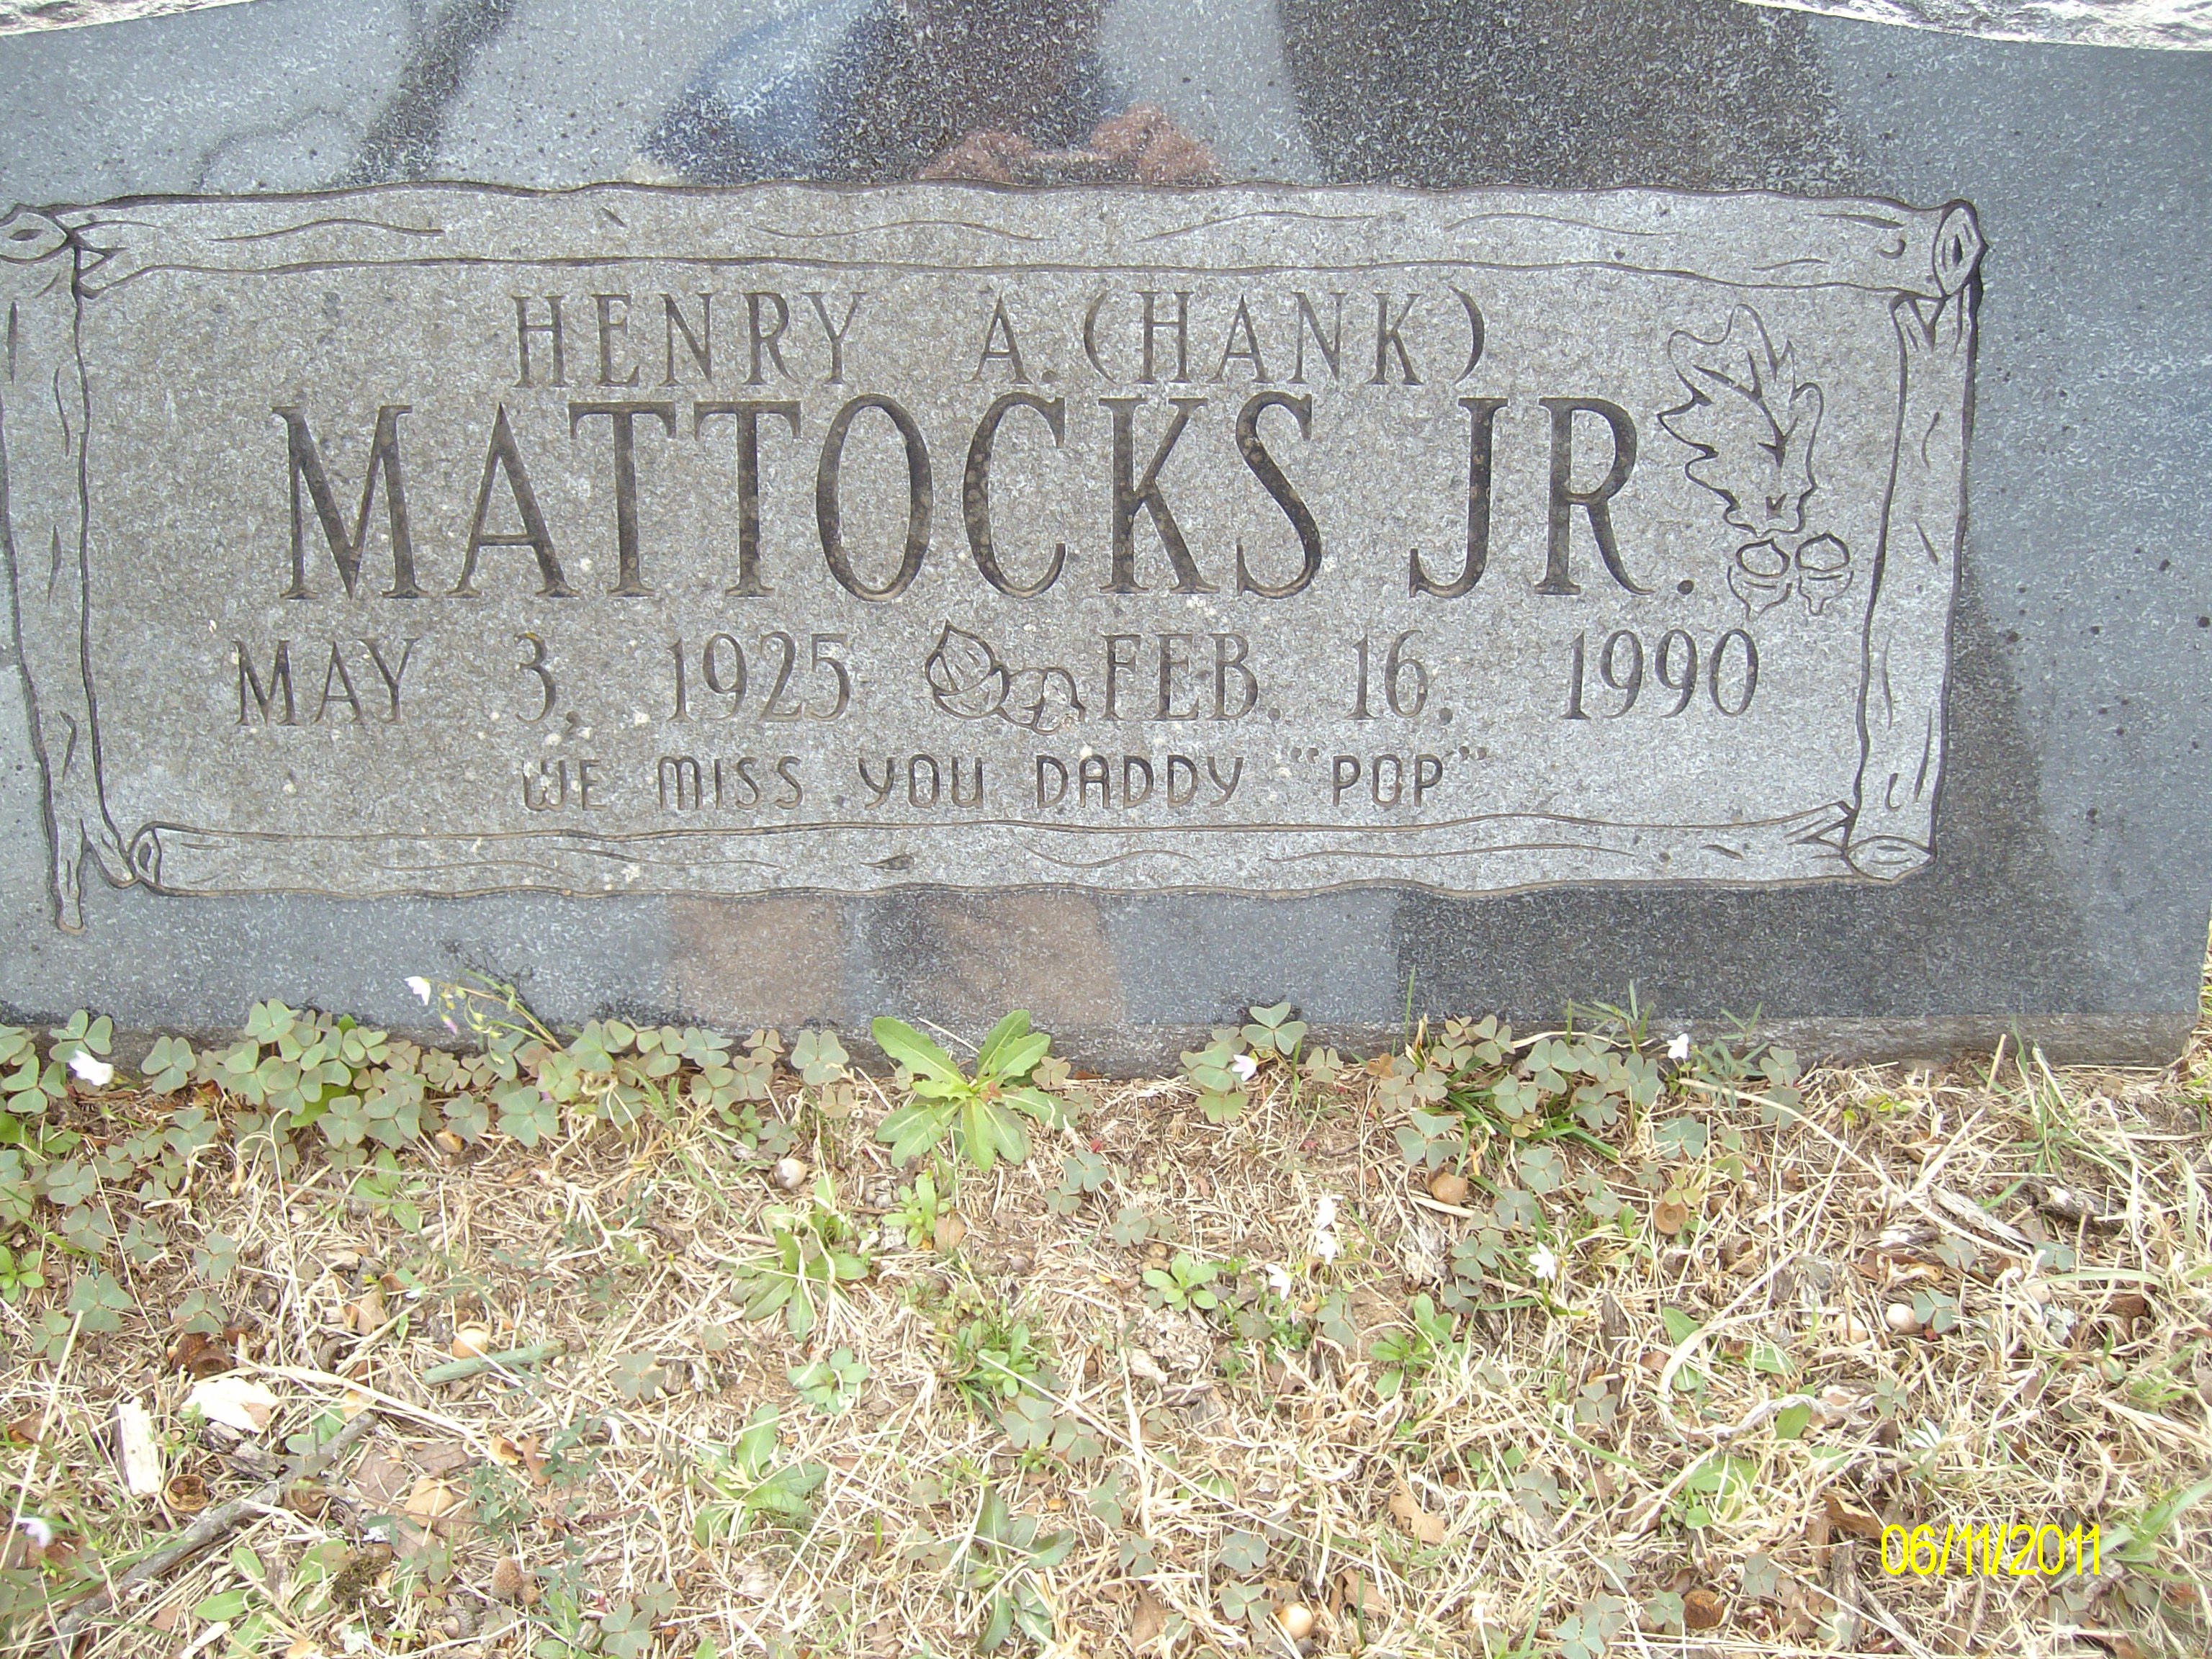 HENRY A. (HANK)
MATTOCKS JR.
MAY 3, 1925 FEB. 16, 1990
WE MISS YOU DADDY "POP"
06/11/2011